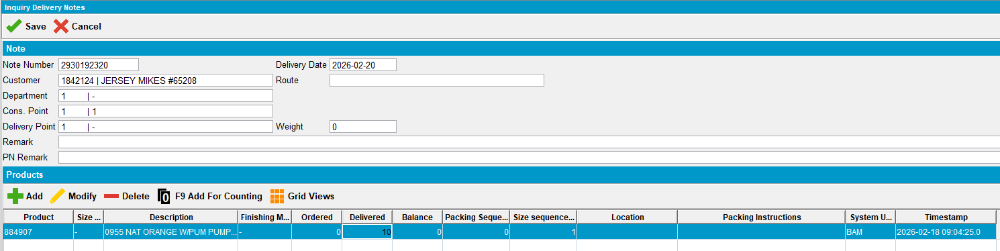 Inquiry Delivery Notes
Save Cancel
Note
Note Number 2930192320 Delivery Date 2026-02-20
Customer 1842124 | JERSEY MIKES #65208 Route
Department 1 | -
Cons. Point 1 | 1
Delivery Point 1 | - Weight 0
Remark
PN Remark
Products
Add Modify Delete 0 F9 Add For Counting Grid Views
Product Size ... Description Finishing M... Ordered Delivered Balance Packing Seque... Size sequence... Location Packing Instructions System U... Timestamp
884907 - 0955 NAT ORANGE W/PUM PUMP... - 0 10 0 0 1 BAM 2026-02-18 09:04:25.0